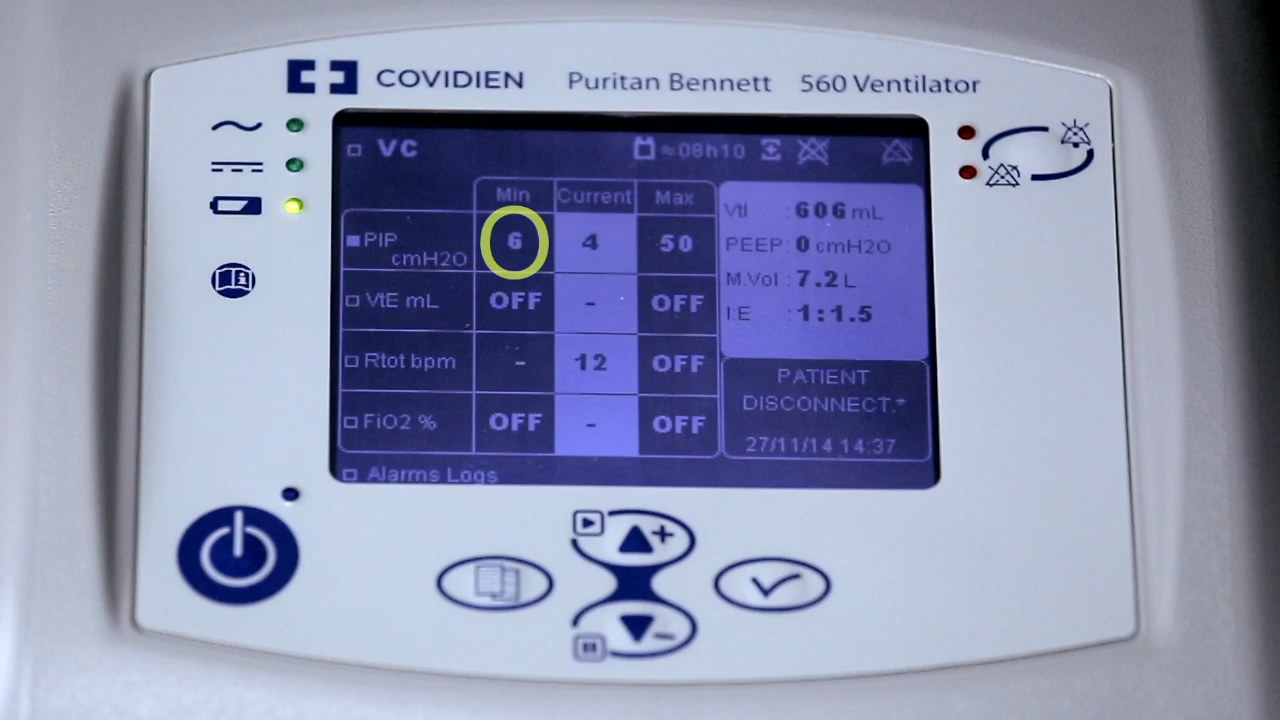 COVIDIEN Puritan Bennett 560 Ventilator
VC ≈08h10
Min Current Max
PIP cmH2O 6 4 50
VtE mL OFF - OFF
Rtot bpm - 12 OFF
FiO2 % OFF - OFF
Alarms Logs
VtI : 606 mL
PEEP: 0 cmH2O
M.Vol : 7.2 L
I:E : 1:1.5
PATIENT
DISCONNECT.*
27/11/14 14:37